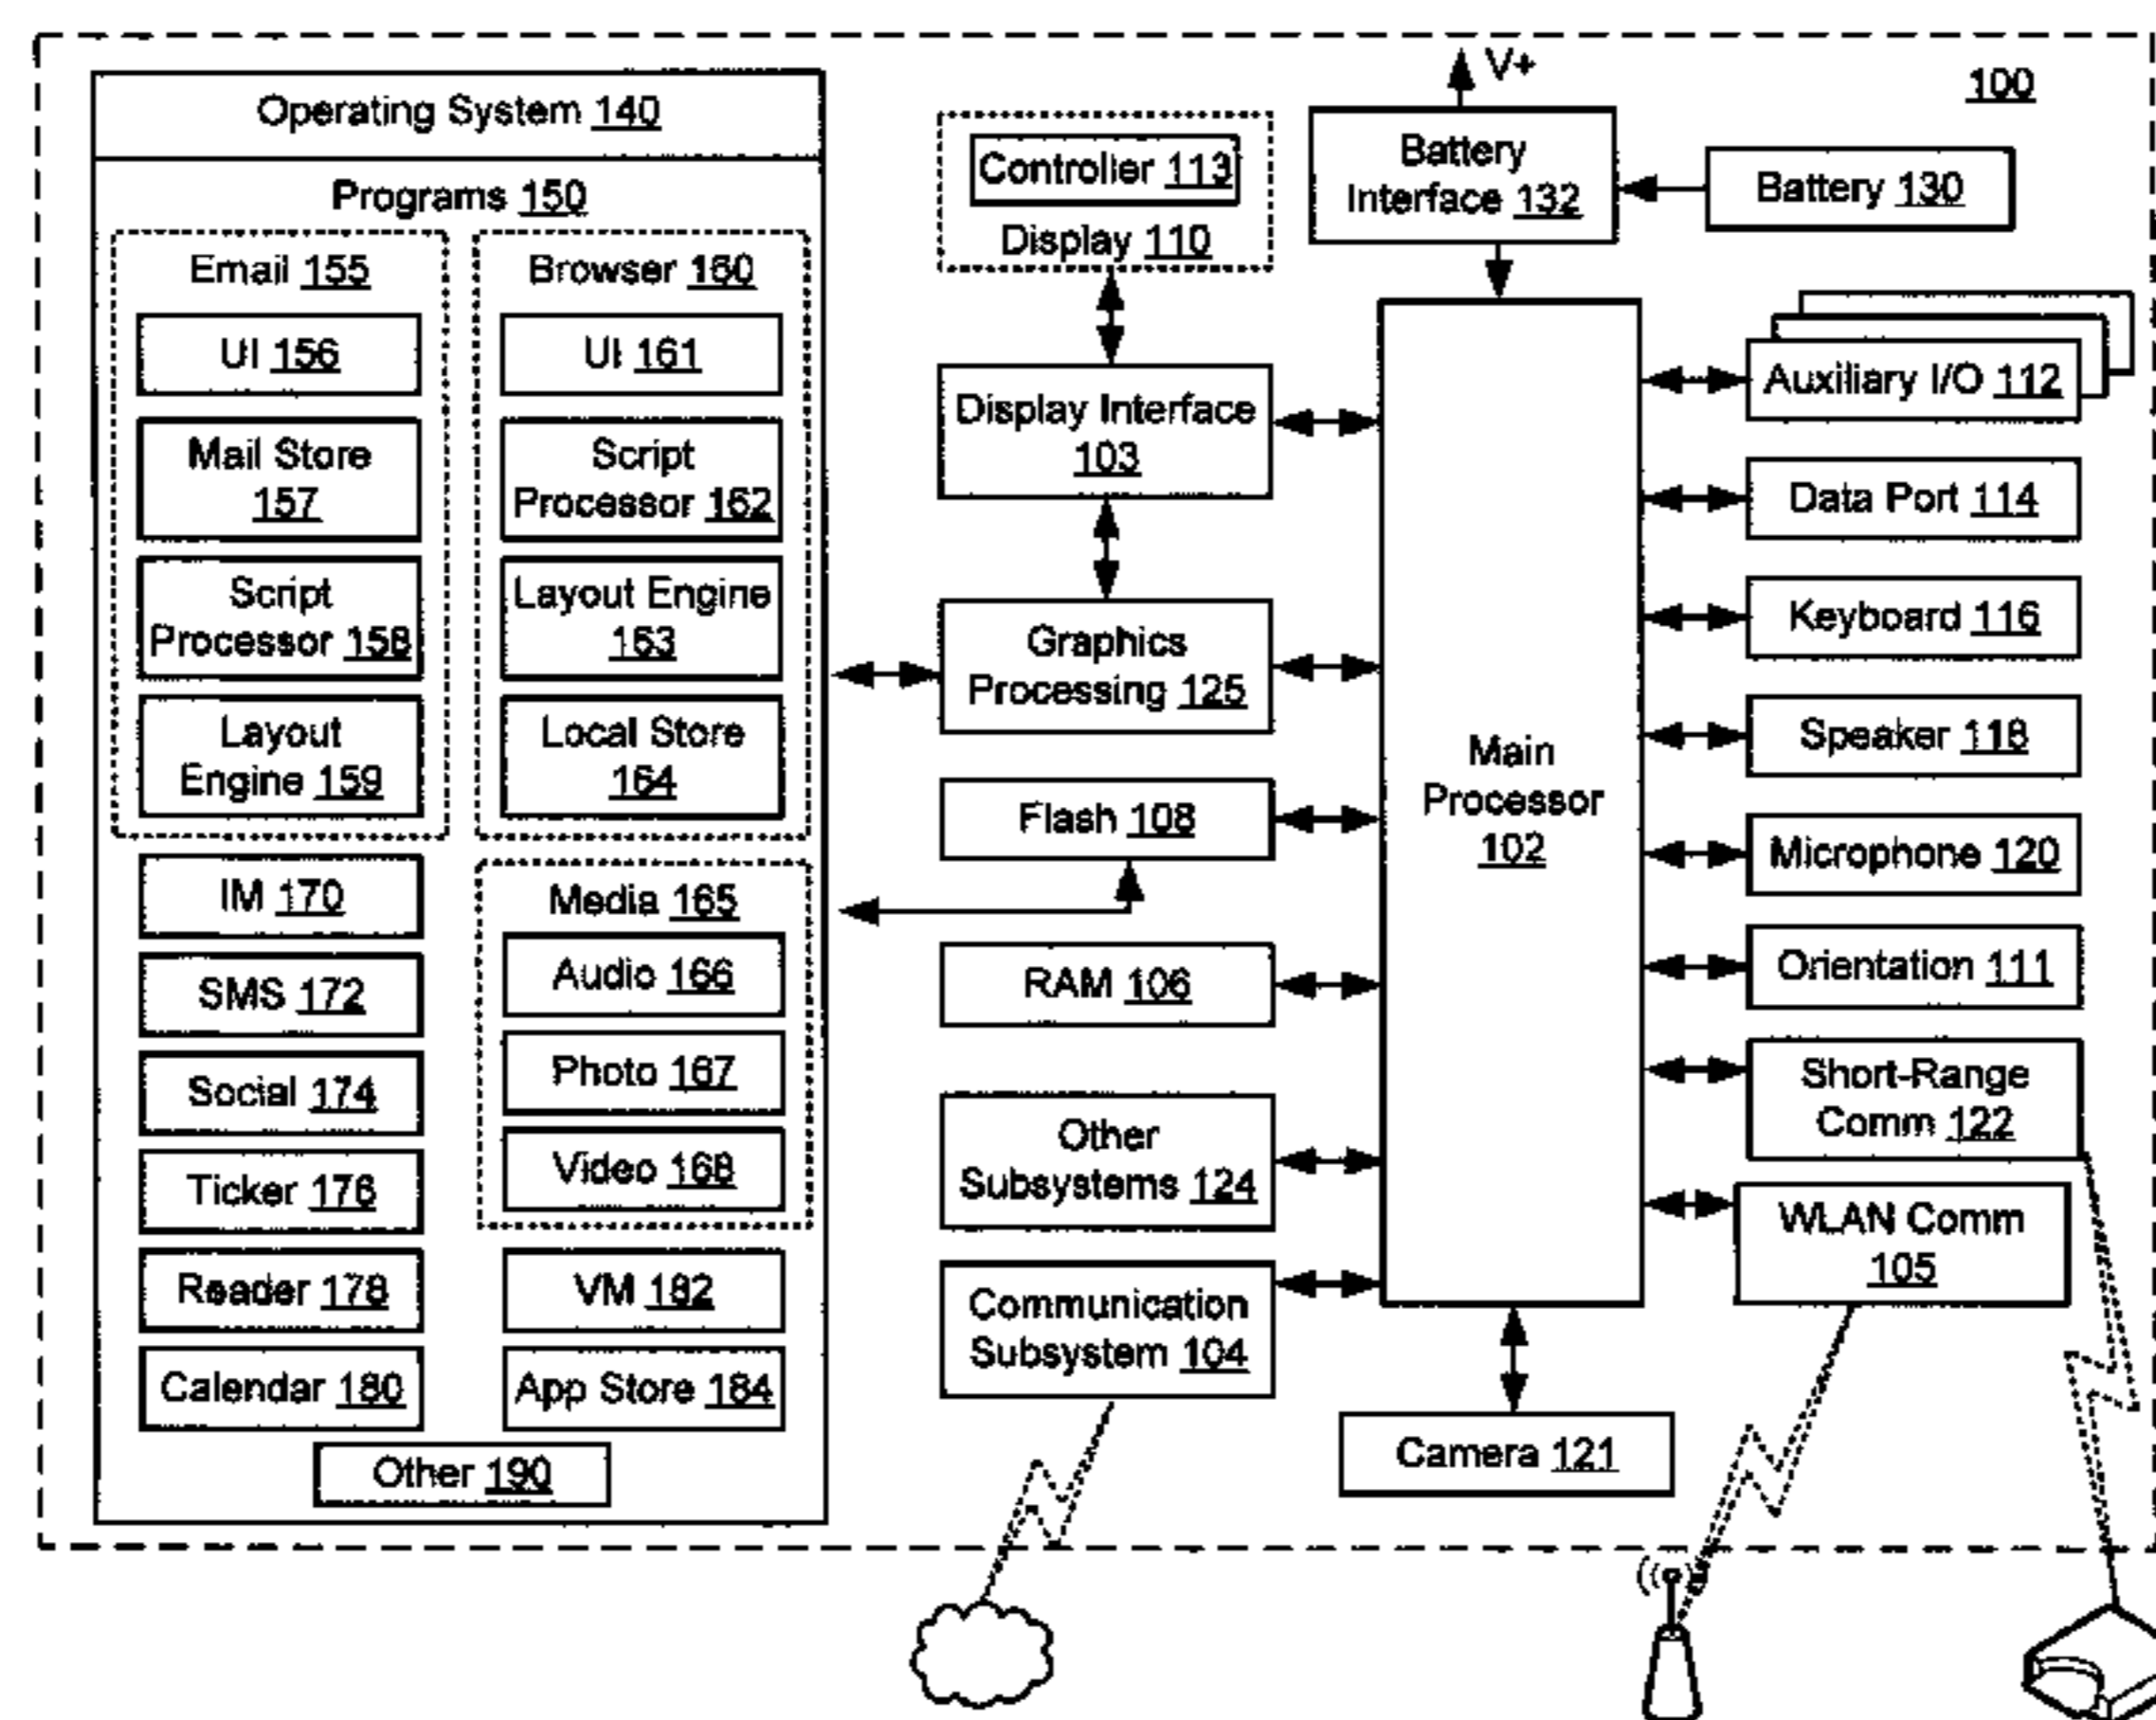 Operating System 140
Programs 150
Email 155
UI 156
Mail Store
157
Script
Processor 158
Layout
Engine 159
Browser 160
UI 161
Script
Processor 162
Layout Engine
163
Local Store
164
IM 170
SMS 172
Social 174
Ticker 176
Reader 178
Calendar 180
Media 165
Audio 166
Photo 167
Video 168
VM 182
App Store 184
Other 190
Controller 113
Display 110
Display Interface
103
Graphics
Processing 125
Flash 108
RAM 106
Other
Subsystems 124
Communication
Subsystem 104
V+
Battery
Interface 132
Battery 130
100
Main
Processor
102
Camera 121
Auxiliary I/O 112
Data Port 114
Keyboard 116
Speaker 118
Microphone 120
Orientation 111
Short-Range
Comm 122
WLAN Comm
105